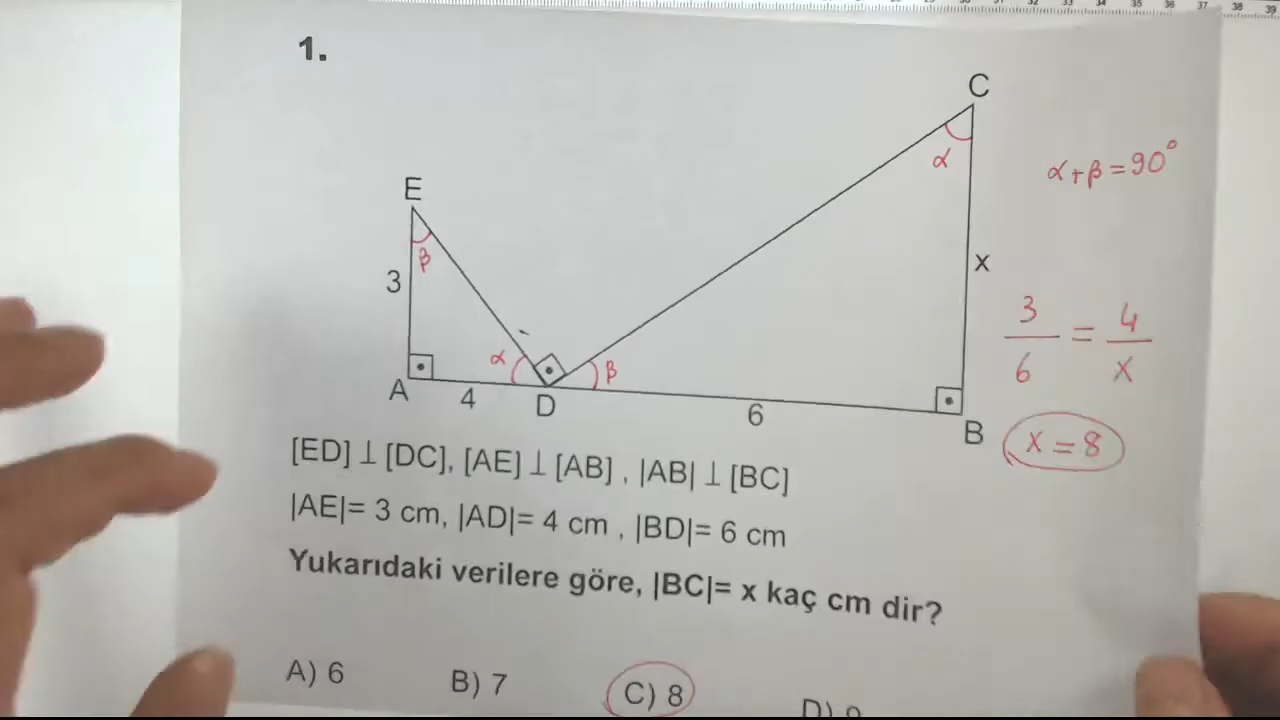 1.
C
α
α+β=90°
E
β
3
x
3/6 = 4/x
α
β
A
4
D
6
B
x = 8
[ED] ⊥ [DC], [AE] ⊥ [AB] , |AB| ⊥ [BC]
|AE|= 3 cm, |AD|= 4 cm , |BD|= 6 cm
Yukarıdaki verilere göre, |BC|= x kaç cm dir?
A) 6 B) 7 C) 8